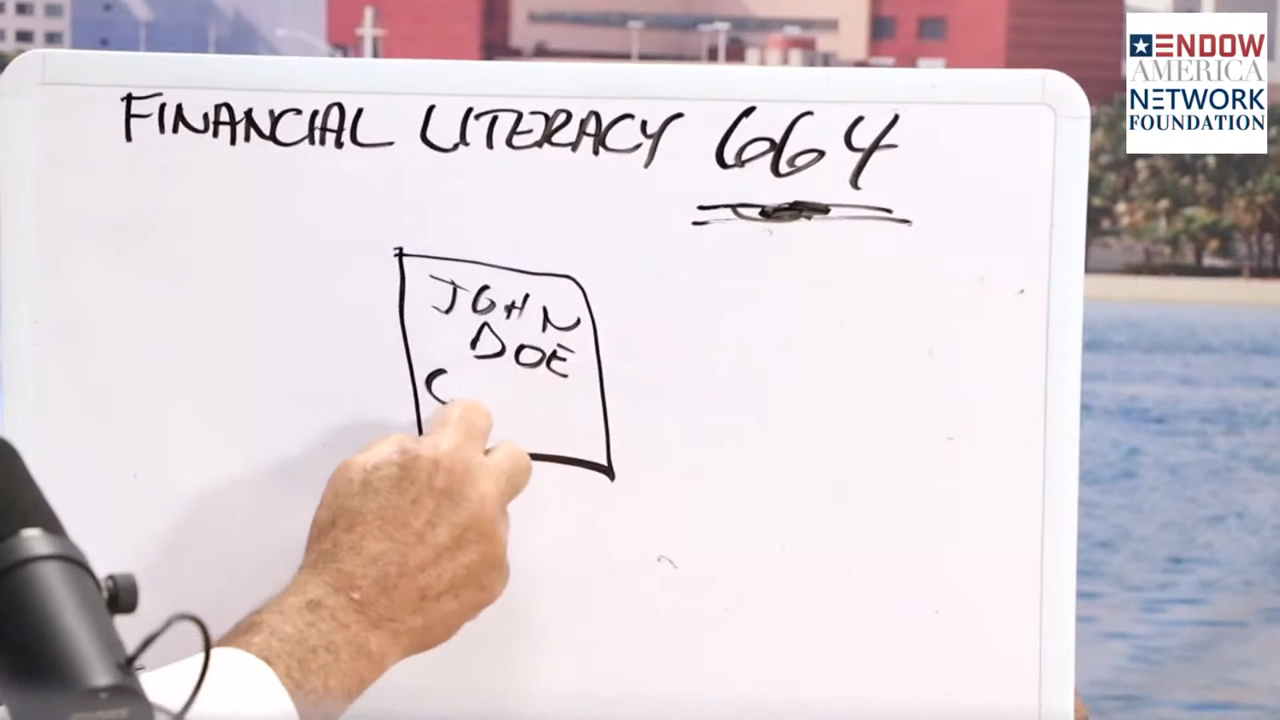 FINANCIAL LITERACY 664
JOHN
DOE
C
ENDOW
AMERICA
NETWORK
FOUNDATION